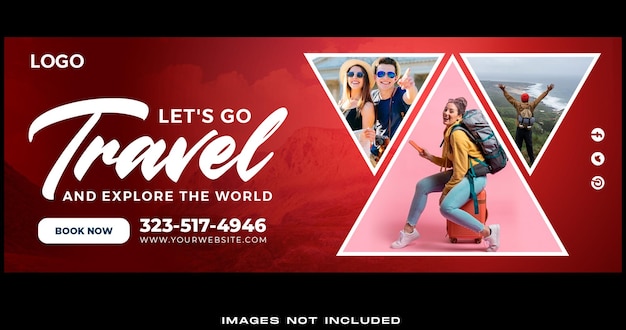 LOGO
LET'S GO
Travel
AND EXPLORE THE WORLD
BOOK NOW
323-517-4946
WWW.YOURWEBSITE.COM
IMAGES NOT INCLUDED